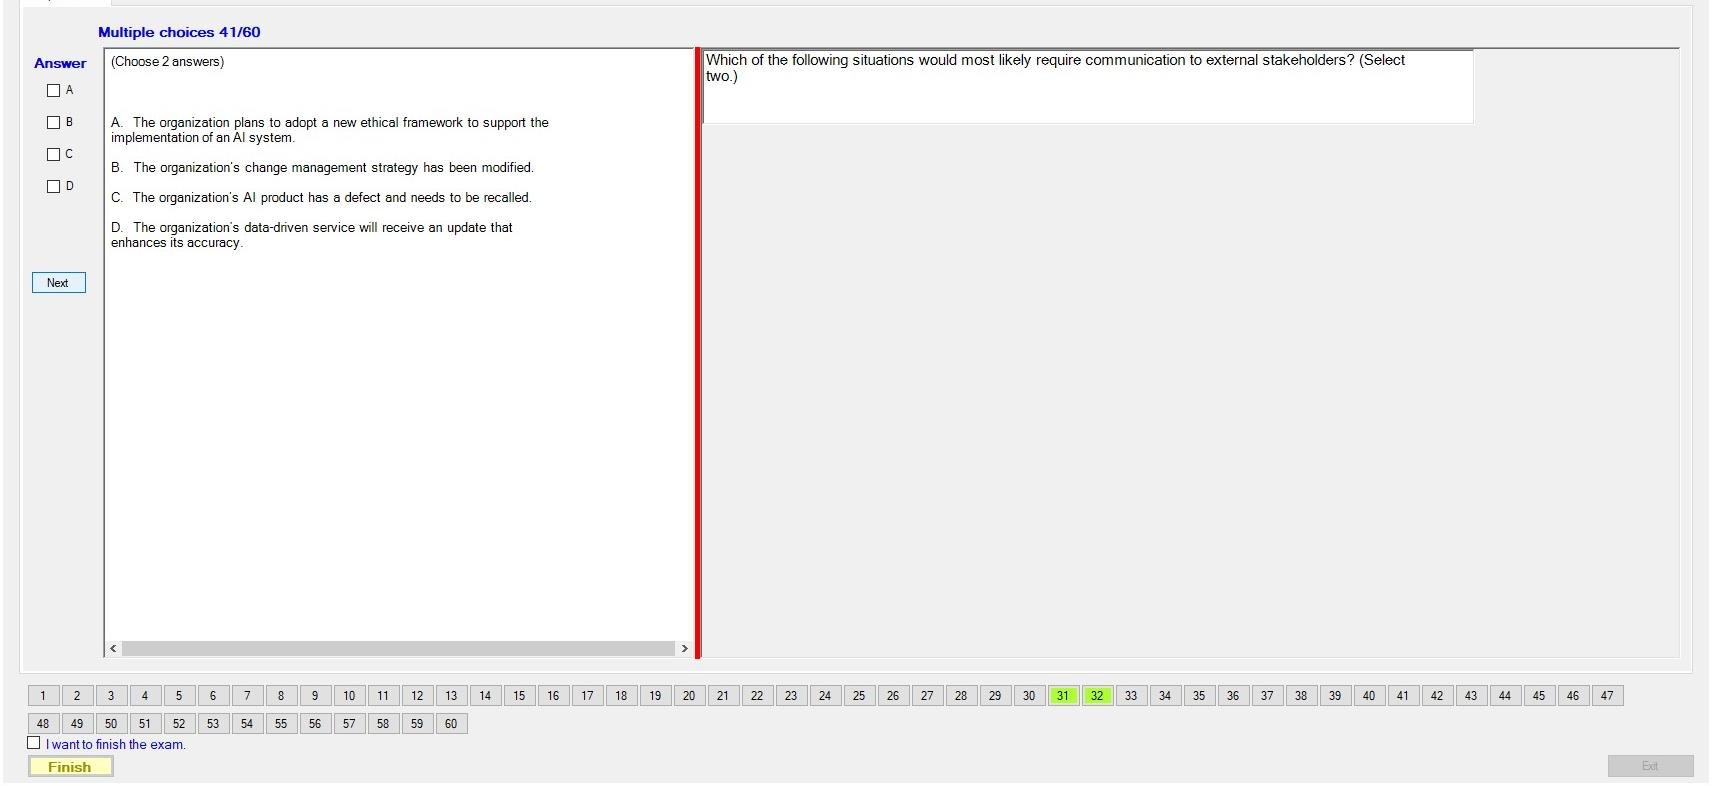 Multiple choices 41/60
Answer
A
B
C
D
Next
(Choose 2 answers)
A. The organization plans to adopt a new ethical framework to support the
implementation of an AI system.
B. The organization's change management strategy has been modified.
C. The organization's AI product has a defect and needs to be recalled.
D. The organization's data-driven service will receive an update that
enhances its accuracy.
Which of the following situations would most likely require communication to external stakeholders? (Select
two.)
1 2 3 4 5 6 7 8 9 10 11 12 13 14 15 16 17 18 19 20 21 22 23 24 25 26 27 28 29 30 31 32 33 34 35 36 37 38 39 40 41 42 43 44 45 46 47
48 49 50 51 52 53 54 55 56 57 58 59 60
I want to finish the exam.
Finish
Exit